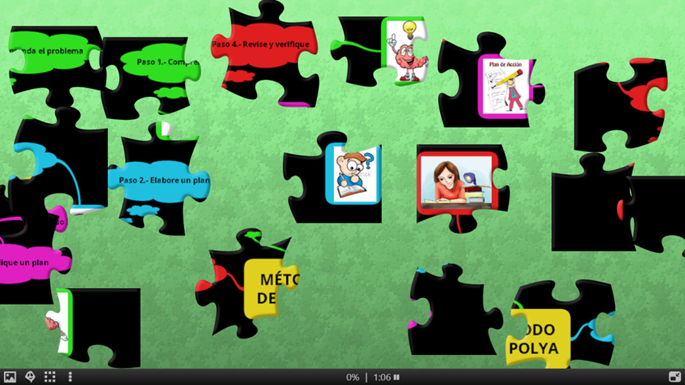 nda el problema
Paso 1.- Compre
Paso 4.- Revise y verifique
Plan de Acción
Paso 2.- Elabore un plan
lique un plan
MÉTO
DE
ODO
POLYA
0% | 1:06